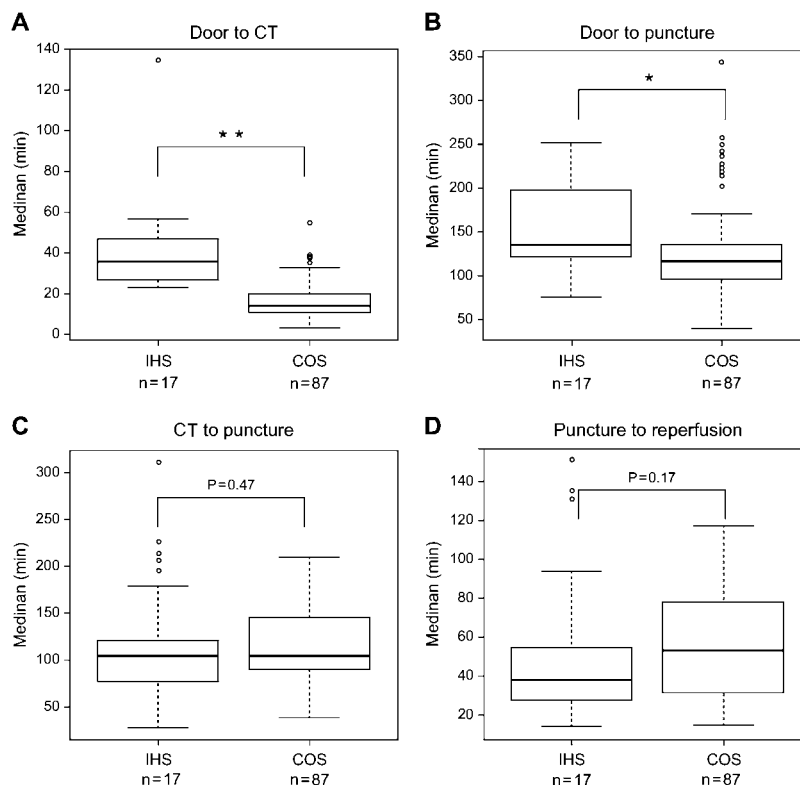 A
Door to CT
Medinan (min)
140
120
100
80
60
40
20
0
* *
IHS
COS
n=17
n=87
B
Door to puncture
Medinan (min)
350
300
250
200
150
100
50
*
IHS
COS
n=17
n=87
C
CT to puncture
Medinan (min)
300
250
200
150
100
50
P=0.47
IHS
COS
n=17
n=87
D
Puncture to reperfusion
Medinan (min)
140
120
100
80
60
40
20
P=0.17
IHS
COS
n=17
n=87